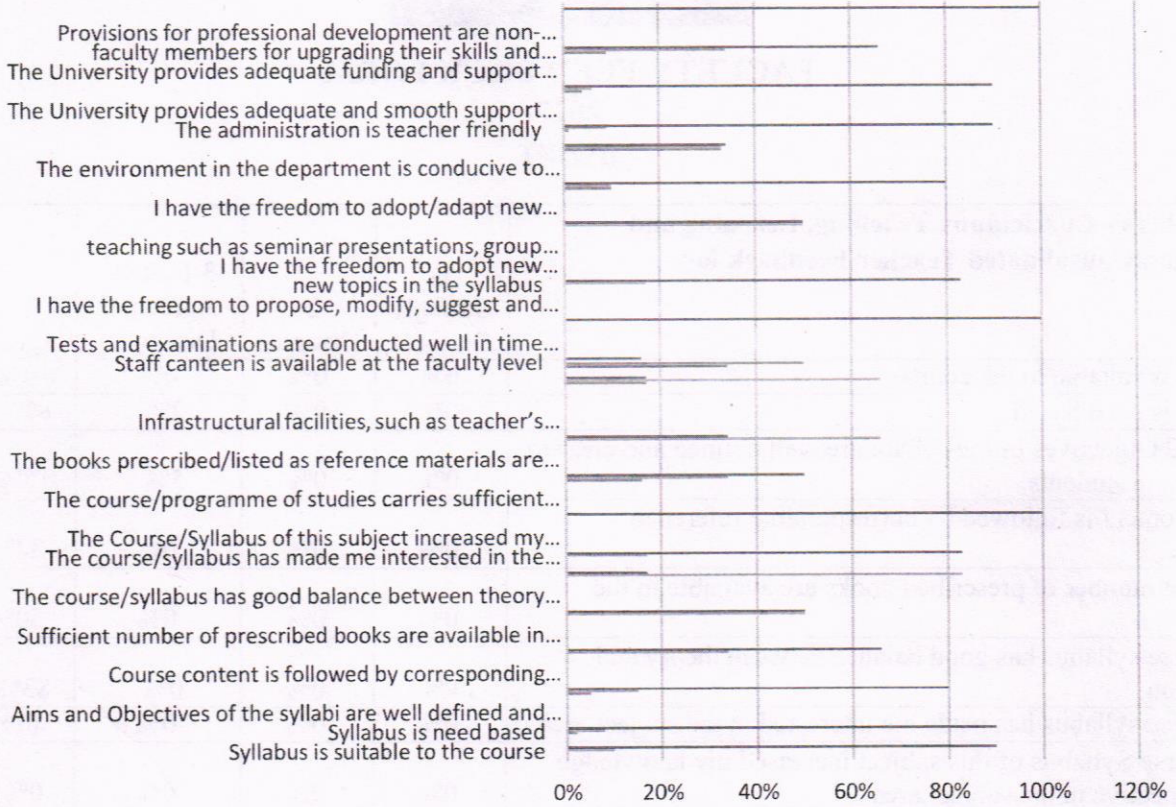 Provisions for professional development are non-...
faculty members for upgrading their skills and...
The University provides adequate funding and support...
The University provides adequate and smooth support...
The administration is teacher friendly
The environment in the department is conducive to...
I have the freedom to adopt/adapt new...
teaching such as seminar presentations, group...
I have the freedom to adopt new...
new topics in the syllabus
I have the freedom to propose, modify, suggest and...
Tests and examinations are conducted well in time...
Staff canteen is available at the faculty level
Infrastructural facilities, such as teacher's...
The books prescribed/listed as reference materials are...
The course/programme of studies carries sufficient...
The Course/Syllabus of this subject increased my...
The course/syllabus has made me interested in the...
The course/syllabus has good balance between theory...
Sufficient number of prescribed books are available in...
Course content is followed by corresponding...
Aims and Objectives of the syllabi are well defined and...
Syllabus is need based
Syllabus is suitable to the course
0% 20% 40% 60% 80% 100% 120%